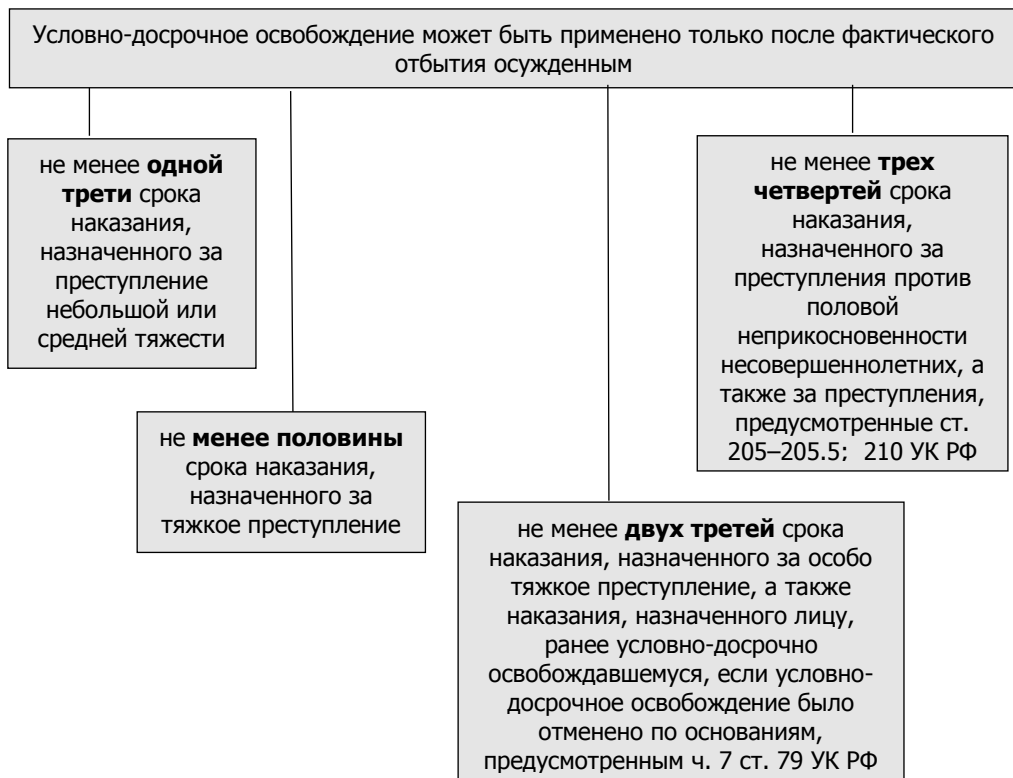 Условно-досрочное освобождение может быть применено только после фактического
отбытия осужденным
не менее одной
трети срока
наказания,
назначенного за
преступление
небольшой или
средней тяжести
не менее половины
срока наказания,
назначенного за
тяжкое преступление
не менее двух третей срока
наказания, назначенного за особо
тяжкое преступление, а также
наказания, назначенного лицу,
ранее условно-досрочно
освобождавшемуся, если условно-
досрочное освобождение было
отменено по основаниям,
предусмотренным ч. 7 ст. 79 УК РФ
не менее трех
четвертей срока
наказания,
назначенного за
преступления против
половой
неприкосновенности
несовершеннолетних, а
также за преступления,
предусмотренные ст.
205–205.5; 210 УК РФ